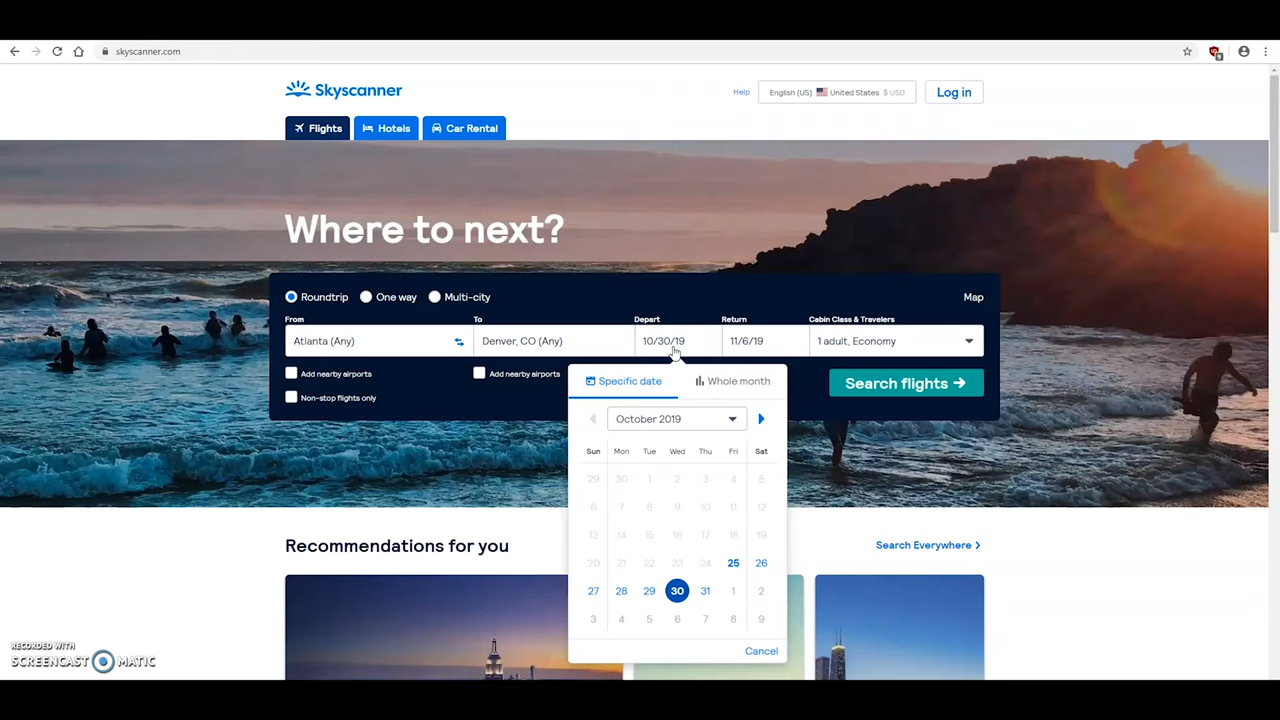 skyscanner.com
Skyscanner
Help
English (US) United States $ USD
Log in
Flights
Hotels
Car Rental
Where to next?
Roundtrip One way Multi-city Map
From To Depart Return Cabin Class & Travelers
Atlanta (Any) Denver, CO (Any) 10/30/19 11/6/19 1 adult, Economy
Add nearby airports Add nearby airports
Non-stop flights only
Search flights
Specific date Whole month
October 2019
Sun Mon Tue Wed Thu Fri Sat
29 30 1 2 3 4 5
6 7 8 9 10 11 12
13 14 15 16 17 18 19
20 21 22 23 24 25 26
27 28 29 30 31 1 2
3 4 5 6 7 8 9
Cancel
Recommendations for you
Search Everywhere
RECORDED WITH
SCREENCAST MATIC